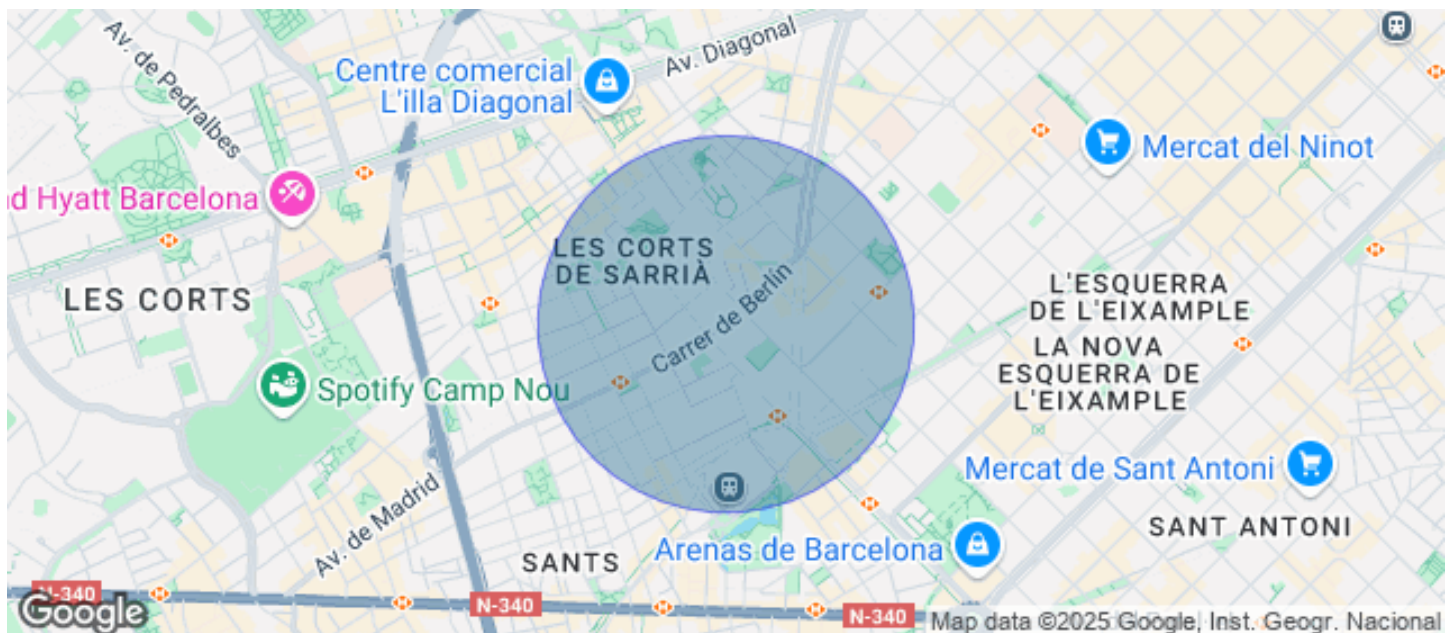 Av. de Pedralbes
Centre comercial
L'illa Diagonal
Av. Diagonal
Mercat del Ninot
d Hyatt Barcelona
LES CORTS
DE SARRIÀ
LES CORTS
Carrer de Berlín
L'ESQUERRA
DE L'EIXAMPLE
LA NOVA
ESQUERRA DE
L'EIXAMPLE
Spotify Camp Nou
Av. de Madrid
Mercat de Sant Antoni
SANT ANTONI
Arenas de Barcelona
SANTS
N-340
N-340
N-340
Google
Map data ©2025 Google, Inst. Geogr. Nacional